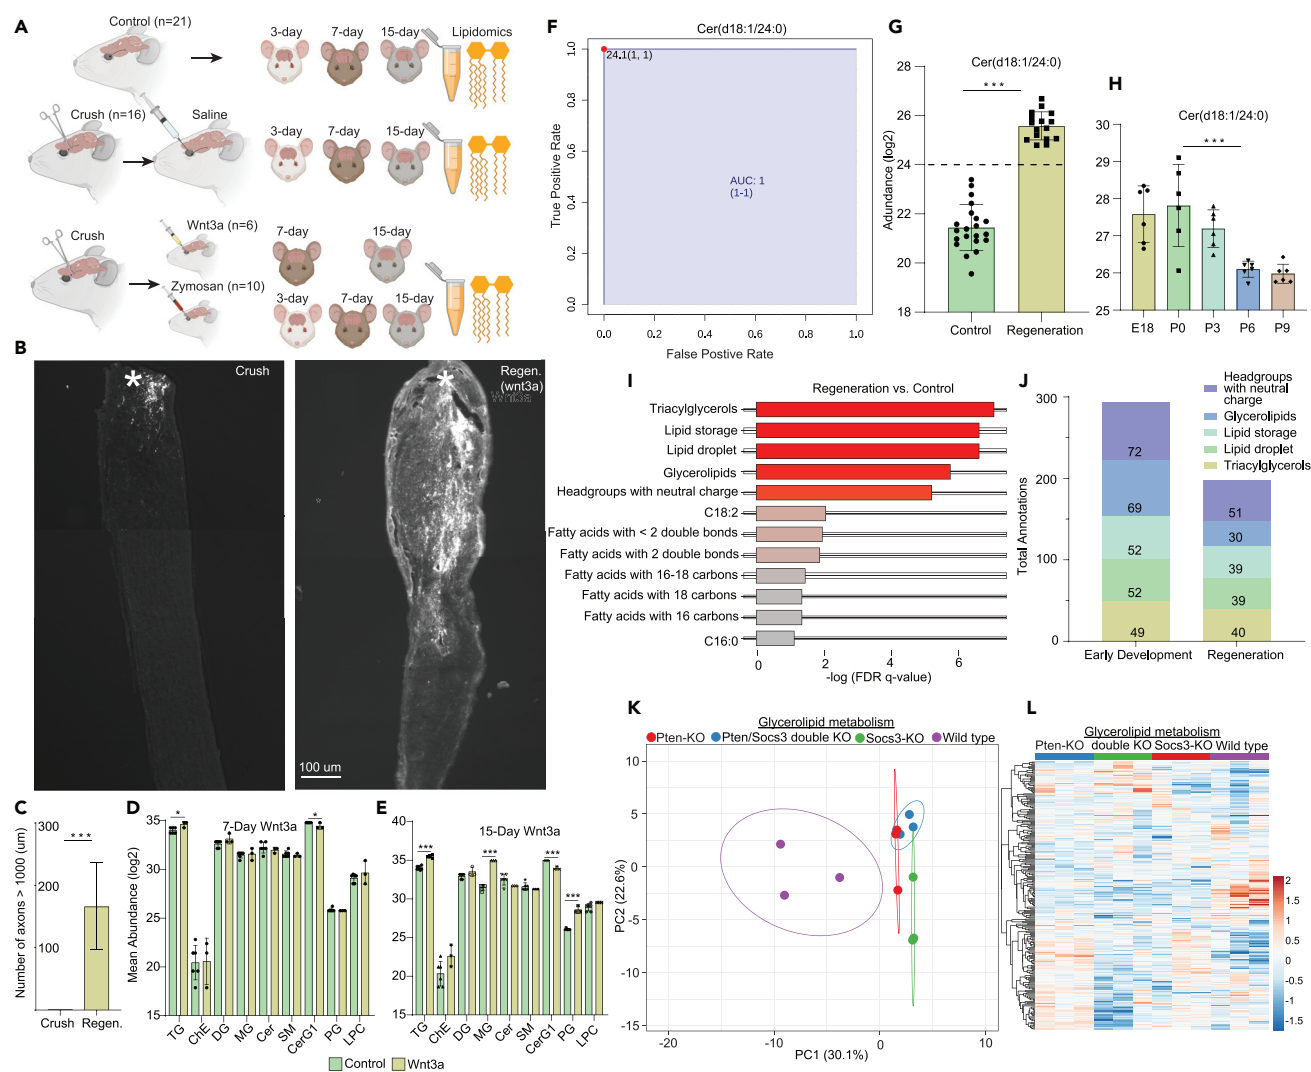 A
Control (n=21)
3-day
7-day
15-day
Lipidomics
Crush (n=16)
Saline
3-day
7-day
15-day
Crush
Wnt3a (n=6)
Zymosan (n=10)
7-day
15-day
3-day
7-day
15-day
B
Crush
Regen.
(wnt3a)
Wnt3a
*
*
100 um
C
Number of axons > 1000 (um)
300
200
100
***
Crush
Regen.
D
7-Day Wnt3a
Mean Abundance (log2)
35
30
25
20
15
*
*
TG
ChE
DG
MG
Cer
SM
CerG1
PG
LPC
E
15-Day Wnt3a
40
35
30
25
20
15
***
***
***
***
TG
ChE
DG
MG
Cer
SM
CerG1
PG
LPC
Control
Wnt3a
F
Cer(d18:1/24:0)
24.1(1, 1)
AUC: 1
(1-1)
True Positive Rate
1.0
0.8
0.6
0.4
0.2
0.0
0.0
0.2
0.4
0.6
0.8
1.0
False Postive Rate
G
Cer(d18:1/24:0)
***
Adundance (log2)
28
26
24
22
20
18
Control
Regeneration
H
Cer(d18:1/24:0)
***
30
28
27
26
25
E18
P0
P3
P6
P9
I
Regeneration vs. Control
Triacylglycerols
Lipid storage
Lipid droplet
Glycerolipids
Headgroups with neutral charge
C18:2
Fatty acids with < 2 double bonds
Fatty acids with 2 double bonds
Fatty acids with 16-18 carbons
Fatty acids with 18 carbons
Fatty acids with 16 carbons
C16:0
0
2
4
6
-log (FDR q-value)
J
Headgroups
with neutral
charge
Glycerolipids
Lipid storage
Lipid droplet
Triacylglycerols
Total Annotations
300
200
100
0
72
69
52
52
49
51
30
39
39
40
Early Development
Regeneration
K
Glycerolipid metabolism
Pten-KO
Pten/Socs3 double KO
Socs3-KO
Wild type
PC2 (22.6%)
10
5
0
-5
-10
-15
-20
-10
0
10
PC1 (30.1%)
L
Glycerolipid metabolism
Pten-KO
double KO
Socs3-KO
Wild type
2
1.5
1
0.5
0
-0.5
-1
-1.5